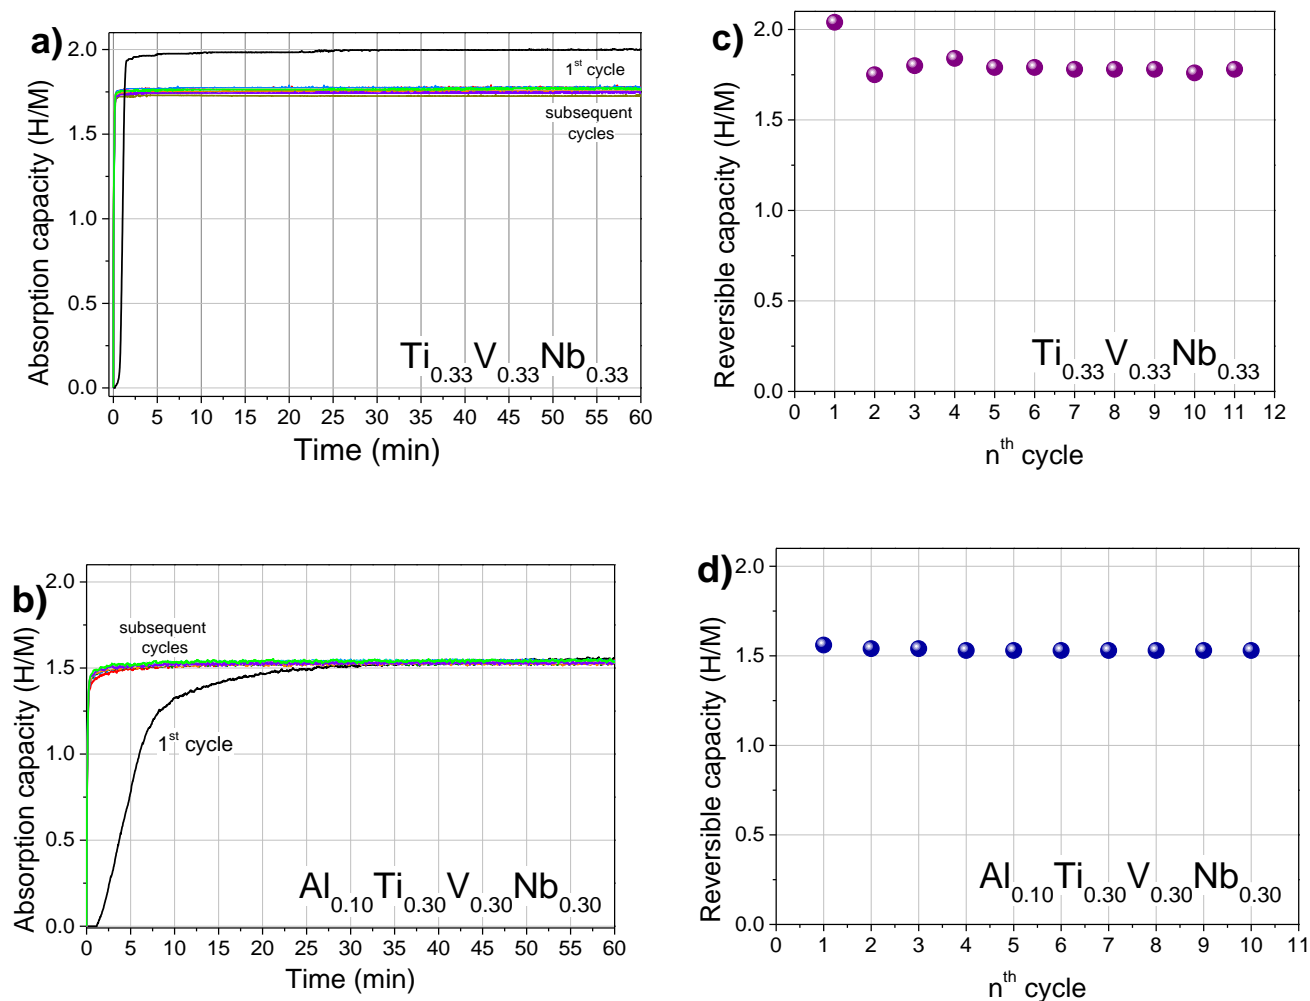 a)
2.0
1.5
1.0
0.5
0.0
Absorption capacity (H/M)
1st cycle
subsequent
cycles
Ti0.33V0.33Nb0.33
0 5 10 15 20 25 30 35 40 45 50 55 60
Time (min)
c)
2.0
1.5
1.0
0.5
0.0
Reversible capacity (H/M)
Ti0.33V0.33Nb0.33
0 1 2 3 4 5 6 7 8 9 10 11 12
nth cycle
b)
2.0
1.5
1.0
0.5
0.0
Absorption capacity (H/M)
subsequent
cycles
1st cycle
Al0.10Ti0.30V0.30Nb0.30
0 5 10 15 20 25 30 35 40 45 50 55 60
Time (min)
d)
2.0
1.5
1.0
0.5
0.0
Reversible capacity (H/M)
Al0.10Ti0.30V0.30Nb0.30
0 1 2 3 4 5 6 7 8 9 10 11
nth cycle